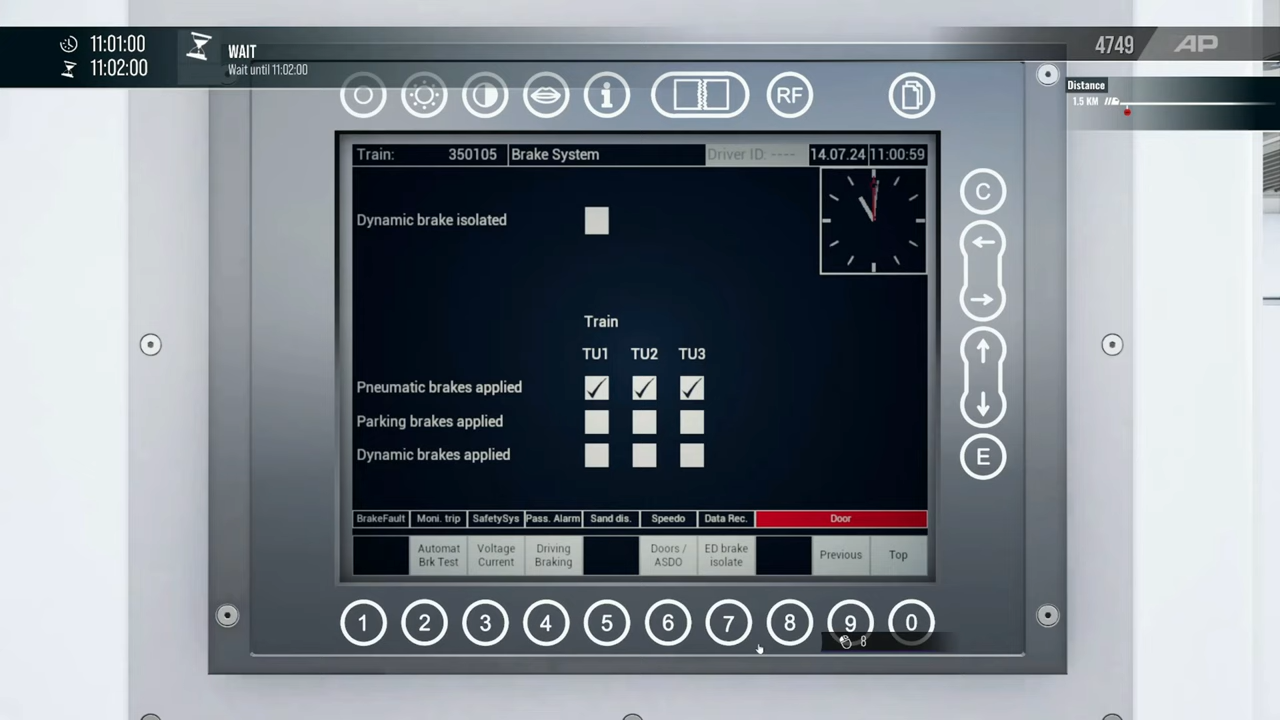 11:01:00
11:02:00
WAIT
Wait until 11:02:00
4749
AP
Distance
1.5 KM
i
RF
Train: 350105 Brake System Driver ID: ---- 14.07.24 11:00:59
Dynamic brake isolated
Train
TU1 TU2 TU3
Pneumatic brakes applied
Parking brakes applied
Dynamic brakes applied
BrakeFault Moni. trip SafetySys Pass. Alarm Sand dis. Speedo Data Rec. Door
Automat Brk Test
Voltage Current
Driving Braking
Doors / ASDO
ED brake isolate
Previous
Top
C
E
1 2 3 4 5 6 7 8 9 0
8